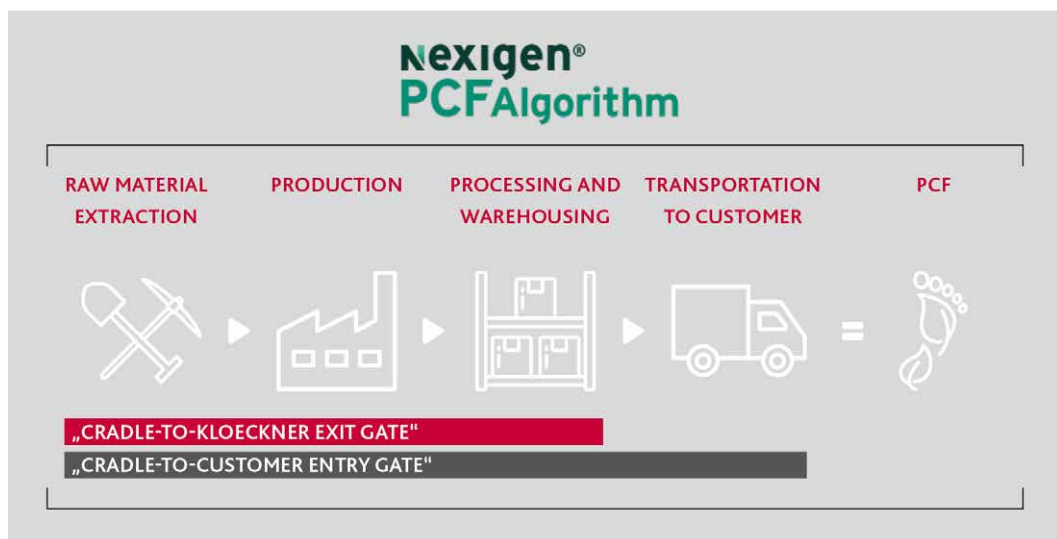 Nexigen®
PCFAlgorithm
RAW MATERIAL
EXTRACTION
PRODUCTION
PROCESSING AND
WAREHOUSING
TRANSPORTATION
TO CUSTOMER
PCF
„CRADLE-TO-KLOECKNER EXIT GATE“
„CRADLE-TO-CUSTOMER ENTRY GATE“